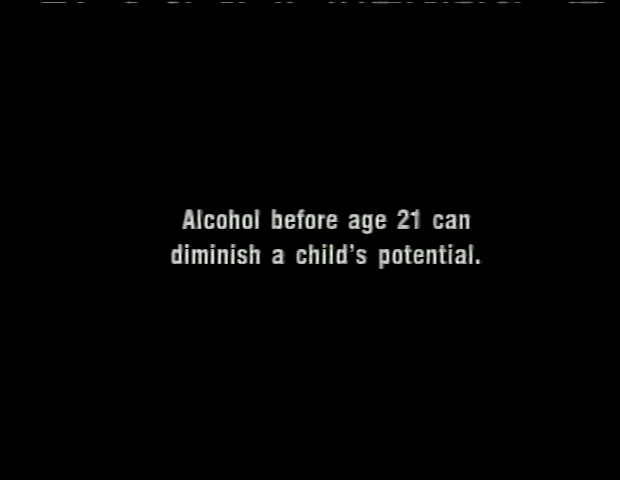 Alcohol before age 21 can
diminish a child's potential.